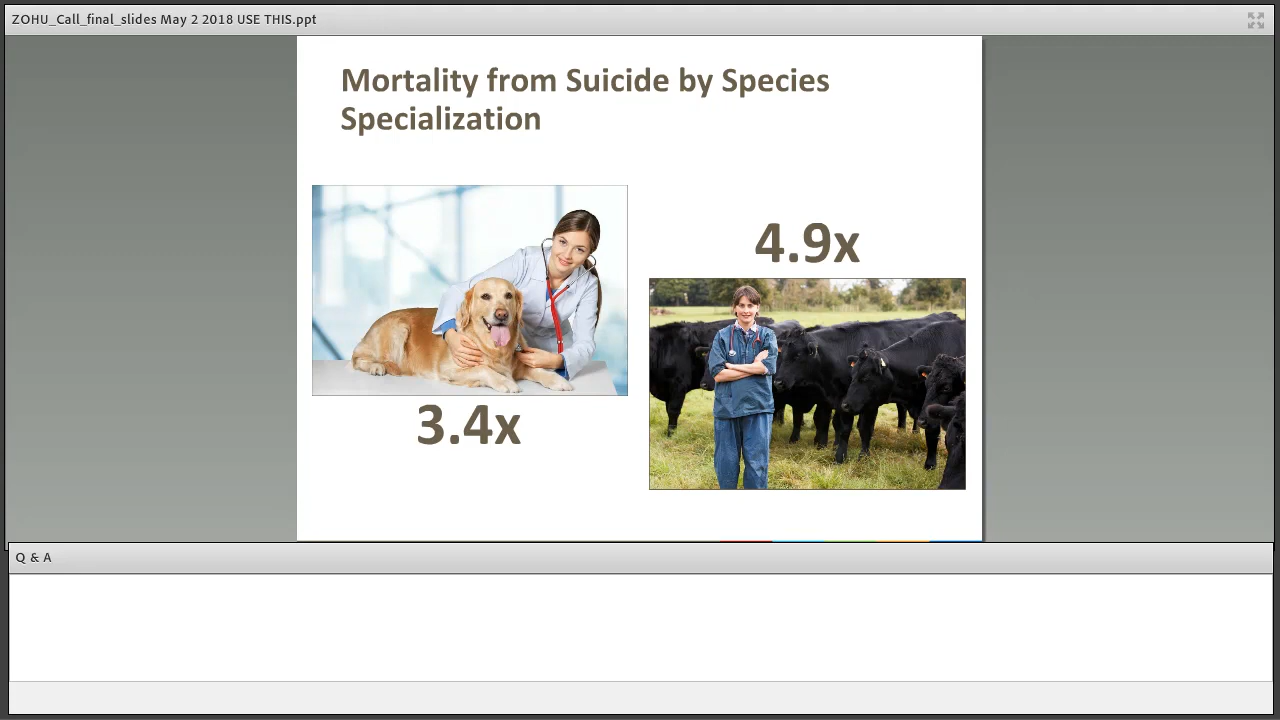 ZOHU_Call_final_slides May 2 2018 USE THIS.ppt
Mortality from Suicide by Species
Specialization
4.9x
3.4x
Q & A